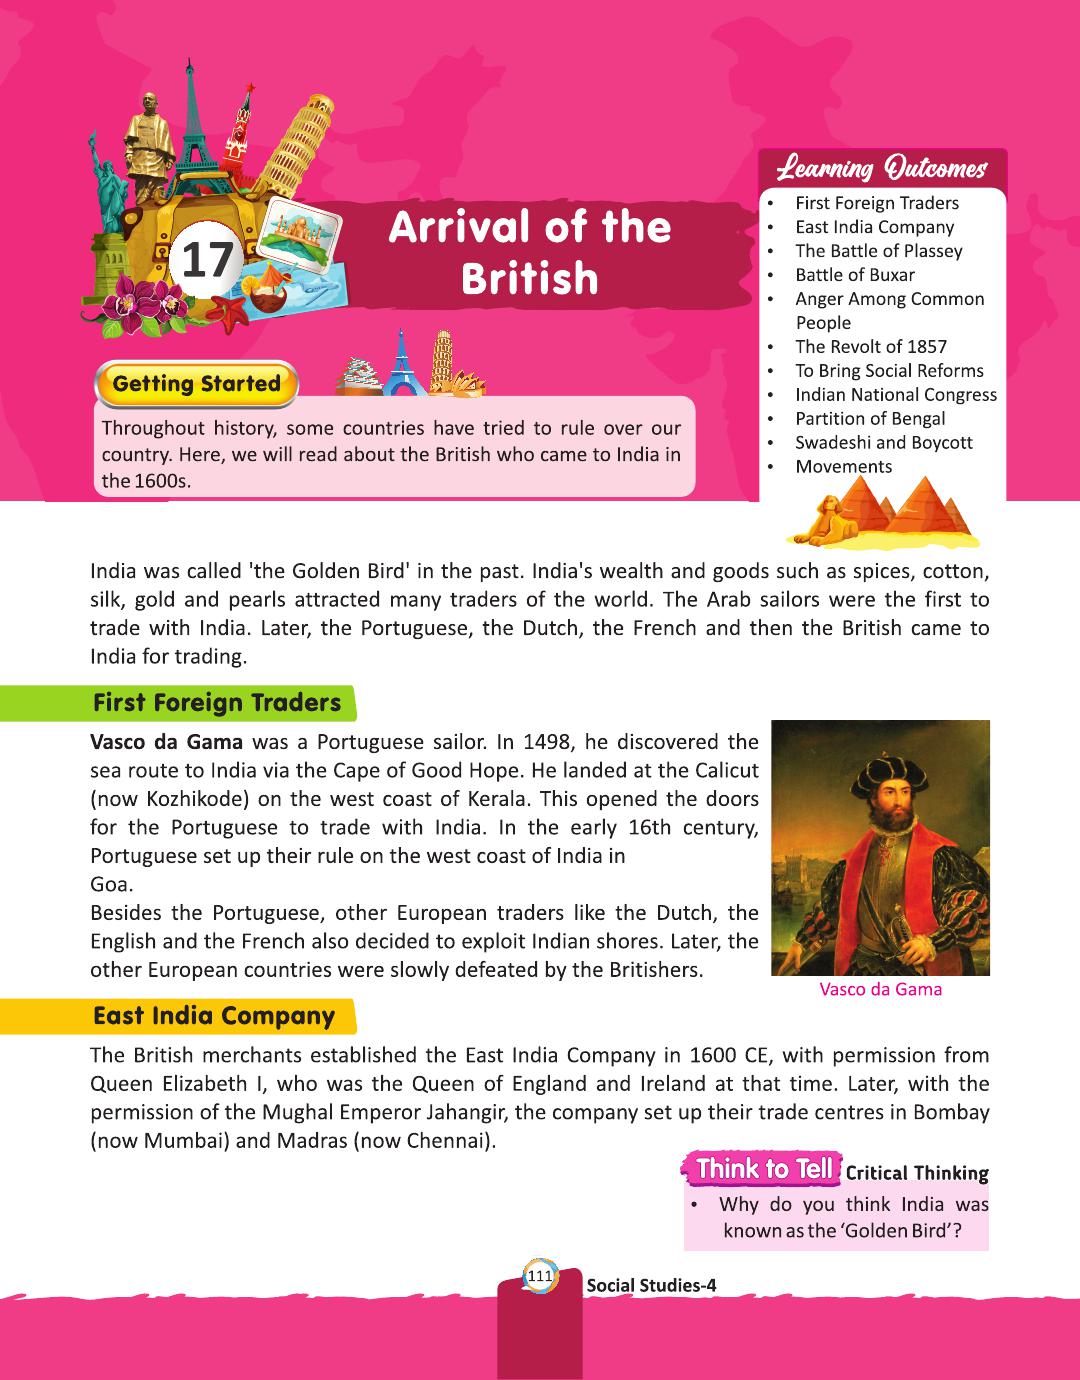 17
Arrival of the
British
Learning Outcomes
• First Foreign Traders
• East India Company
• The Battle of Plassey
• Battle of Buxar
• Anger Among Common
People
• The Revolt of 1857
• To Bring Social Reforms
• Indian National Congress
• Partition of Bengal
• Swadeshi and Boycott
• Movements
Getting Started
Throughout history, some countries have tried to rule over our
country. Here, we will read about the British who came to India in
the 1600s.
India was called 'the Golden Bird' in the past. India's wealth and goods such as spices, cotton,
silk, gold and pearls attracted many traders of the world. The Arab sailors were the first to
trade with India. Later, the Portuguese, the Dutch, the French and then the British came to
India for trading.
First Foreign Traders
Vasco da Gama was a Portuguese sailor. In 1498, he discovered the
sea route to India via the Cape of Good Hope. He landed at the Calicut
(now Kozhikode) on the west coast of Kerala. This opened the doors
for the Portuguese to trade with India. In the early 16th century,
Portuguese set up their rule on the west coast of India in
Goa.
Besides the Portuguese, other European traders like the Dutch, the
English and the French also decided to exploit Indian shores. Later, the
other European countries were slowly defeated by the Britishers.
Vasco da Gama
East India Company
The British merchants established the East India Company in 1600 CE, with permission from
Queen Elizabeth I, who was the Queen of England and Ireland at that time. Later, with the
permission of the Mughal Emperor Jahangir, the company set up their trade centres in Bombay
(now Mumbai) and Madras (now Chennai).
Think to Tell Critical Thinking
• Why do you think India was
known as the ‘Golden Bird’?
111
Social Studies-4